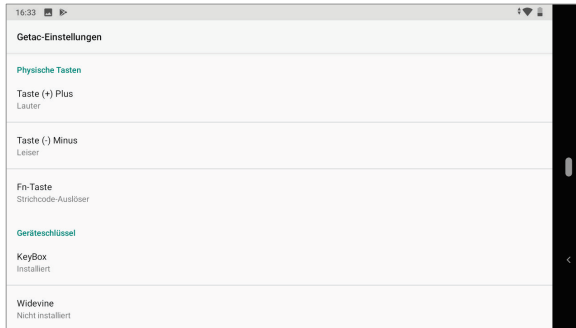 16:33
Getac-Einstellungen
Physische Tasten
Taste (+) Plus
Lauter
Taste (-) Minus
Leiser
Fn-Taste
Strichcode-Auslöser
Geräteschlüssel
KeyBox
Installiert
Widevine
Nicht installiert